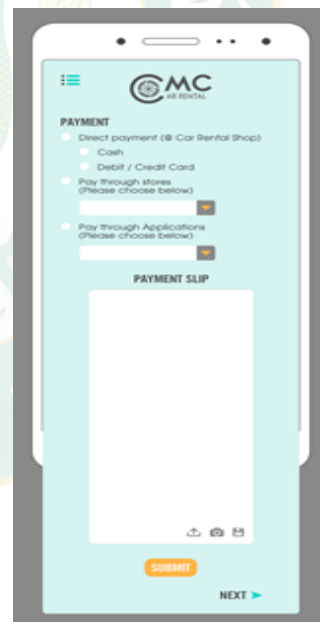 CMC
CAR RENTAL
PAYMENT
Direct payment (@ Car Rental Shop)
Cash
Debit / Credit Card
Pay through stores
(Please choose below)
Pay through Applications
(Please choose below)
PAYMENT SLIP
SUBMIT
NEXT